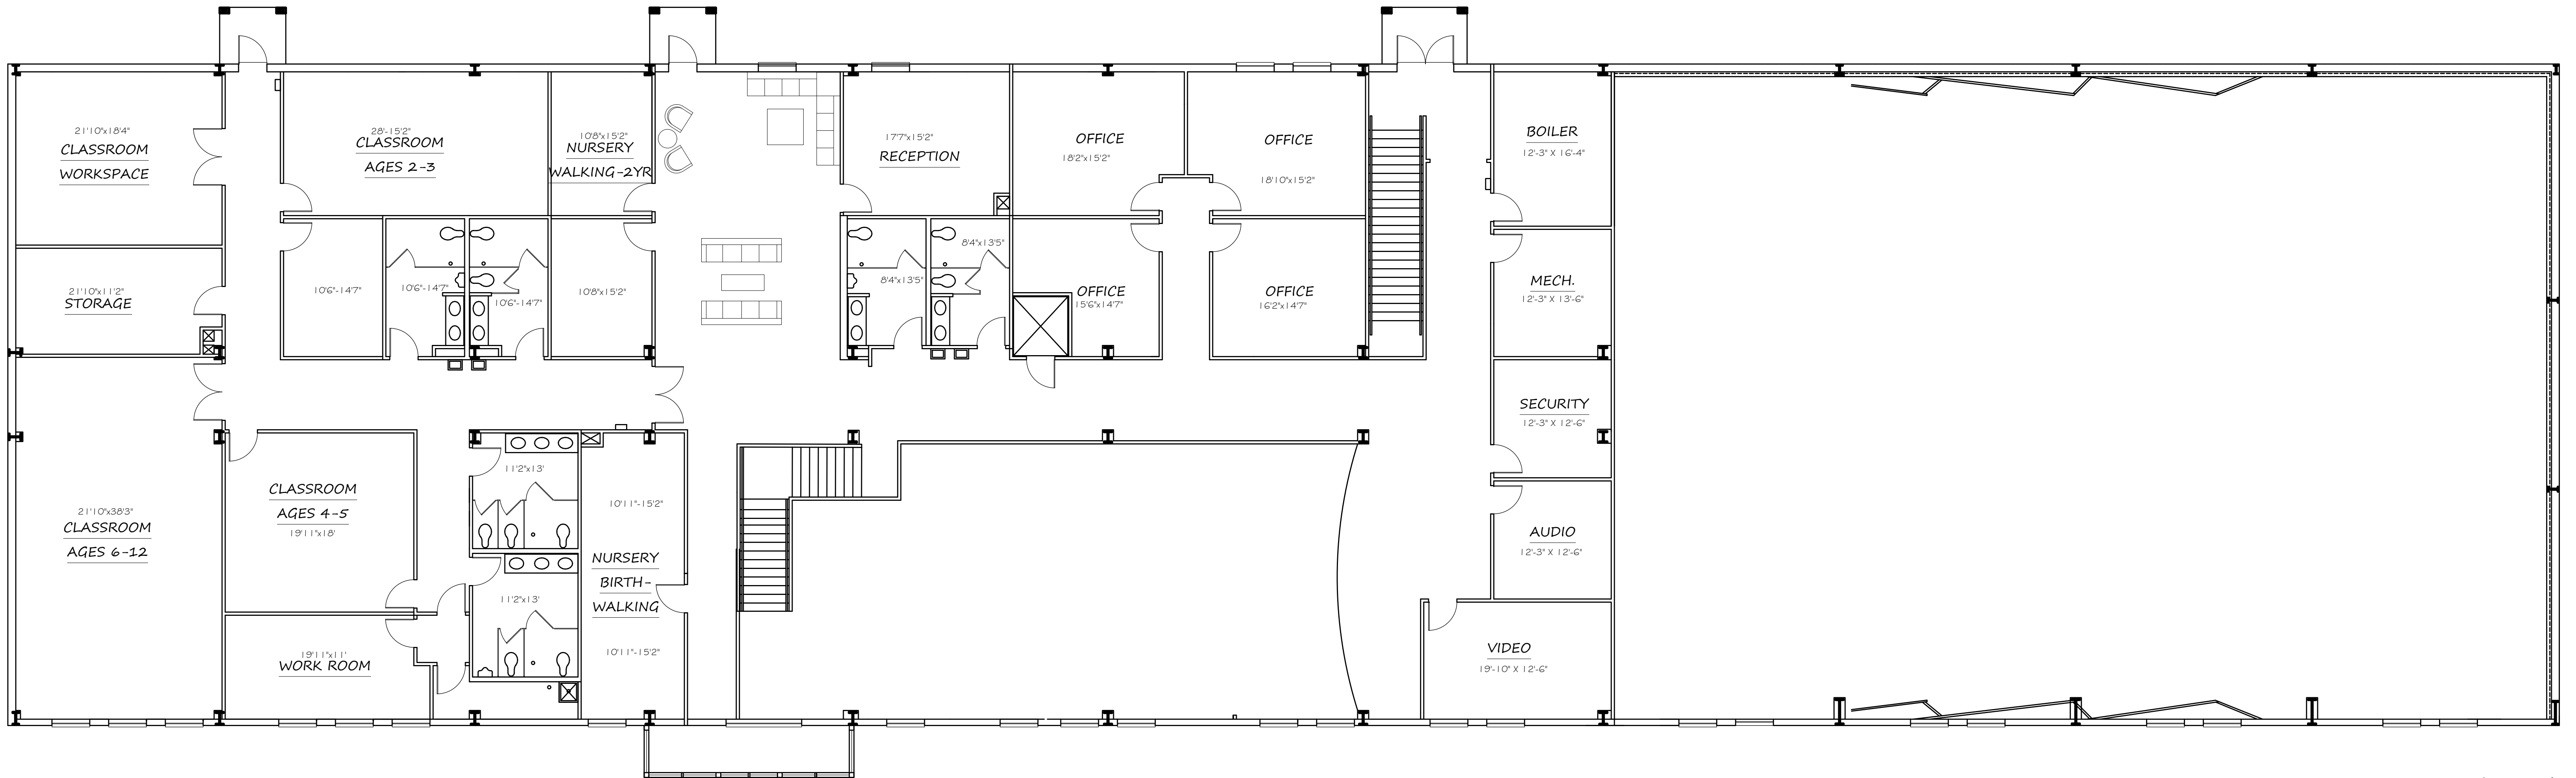 21'10"x18'4"
CLASSROOM
WORKSPACE
28'-15'2"
CLASSROOM
AGES 2-3
10'8"x15'2"
NURSERY
WALKING-2YR
17'7"x15'2"
RECEPTION
OFFICE
18'2"x15'2"
OFFICE
18'10"x15'2"
BOILER
12'-3" X 16'-4"
21'10"x11'2"
STORAGE
10'6"-14'7"
10'6"-14'7"
10'6"-14'7"
10'8"x15'2"
8'4"x13'5"
8'4"x13'5"
OFFICE
15'6"x14'7"
OFFICE
16'2"x14'7"
MECH.
12'-3" X 13'-6"
SECURITY
12'-3" X 12'-6"
21'10"x38'3"
CLASSROOM
AGES 6-12
CLASSROOM
AGES 4-5
19'11"x18'
11'2"x13'
10'11"-15'2"
NURSERY
BIRTH-
WALKING
10'11"-15'2"
11'2"x13'
AUDIO
12'-3" X 12'-6"
19'11"x11'
WORK ROOM
VIDEO
19'-10" X 12'-6"